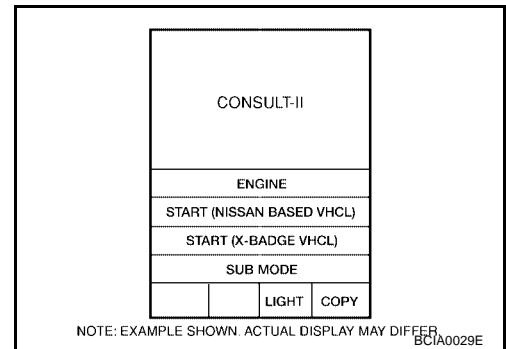 CONSULT-II
ENGINE
START (NISSAN BASED VHCL)
START (X-BADGE VHCL)
SUB MODE
LIGHT COPY
NOTE: EXAMPLE SHOWN. ACTUAL DISPLAY MAY DIFFER.
BCIA0029E